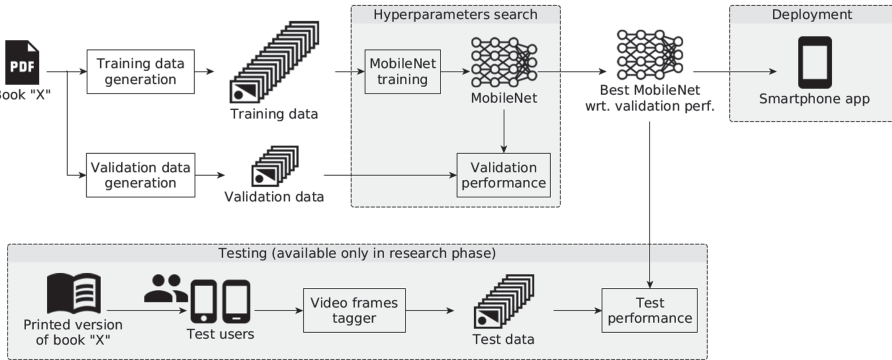 Hyperparameters search
Deployment
PDF
Book "X"
Training data
generation
Training data
MobileNet
training
MobileNet
Best MobileNet
wrt. validation perf.
Smartphone app
Validation data
generation
Validation data
Validation
performance
Testing (available only in research phase)
Printed version
of book "X"
Test users
Video frames
tagger
Test data
Test
performance